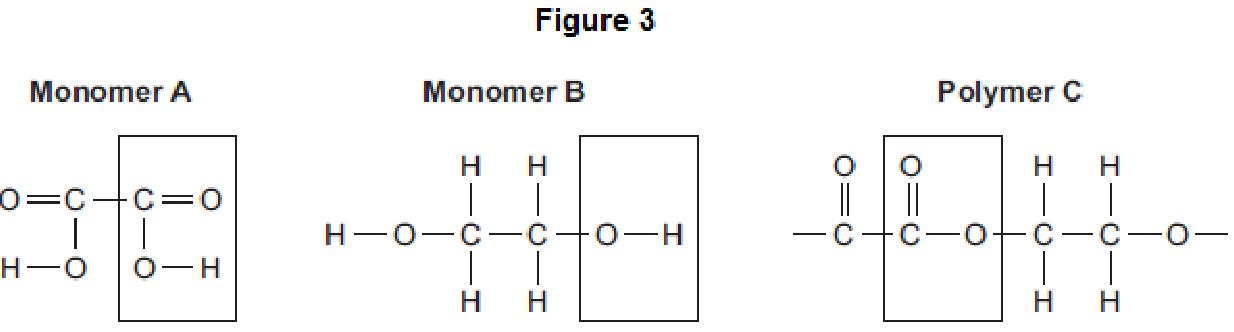 Figure 3
Monomer A
Monomer B
Polymer C
H H O O H H
O C C O
H O C C O H C C O C C O
H O O H
H H H H